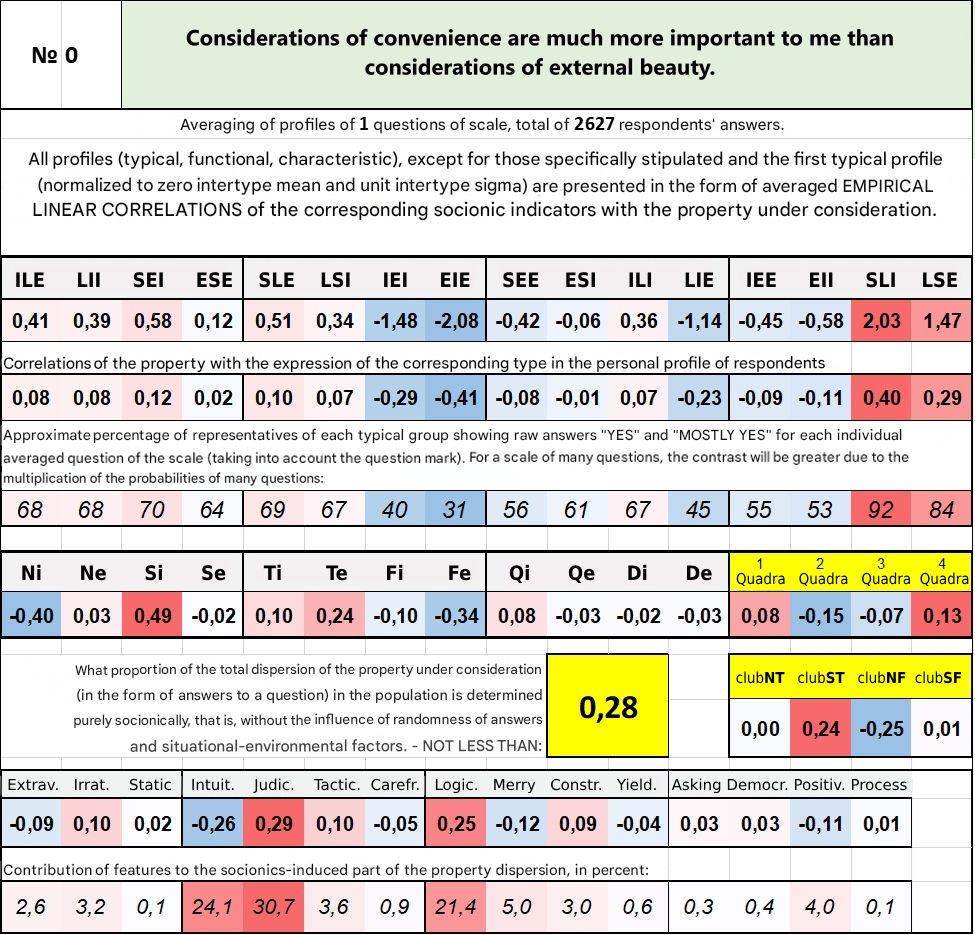 № 0
Considerations of convenience are much more important to me than
considerations of external beauty.
Averaging of profiles of 1 questions of scale, total of 2627 respondents' answers.
All profiles (typical, functional, characteristic), except for those specifically stipulated and the first typical profile
(normalized to zero intertype mean and unit intertype sigma) are presented in the form of averaged EMPIRICAL
LINEAR CORRELATIONS of the corresponding socionic indicators with the property under consideration.
ILE LII SEI ESE SLE LSI IEI EIE SEE ESI ILI LIE IEE EII SLI LSE
0,41 0,39 0,58 0,12 0,51 0,34 -1,48 -2,08 -0,42 -0,06 0,36 -1,14 -0,45 -0,58 2,03 1,47
Correlations of the property with the expression of the corresponding type in the personal profile of respondents
0,08 0,08 0,12 0,02 0,10 0,07 -0,29 -0,41 -0,08 -0,01 0,07 -0,23 -0,09 -0,11 0,40 0,29
Approximate percentage of representatives of each typical group showing raw answers "YES" and "MOSTLY YES" for each individual
averaged question of the scale (taking into account the question mark). For a scale of many questions, the contrast will be greater due to the
multiplication of the probabilities of many questions:
68 68 70 64 69 67 40 31 56 61 67 45 55 53 92 84
Ni Ne Si Se Ti Te Fi Fe Qi Qe Di De 1 Quadra 2 Quadra 3 Quadra 4 Quadra
-0,40 0,03 0,49 -0,02 0,10 0,24 -0,10 -0,34 0,08 -0,03 -0,02 -0,03 0,08 -0,15 -0,07 0,13
What proportion of the total dispersion of the property under consideration
(in the form of answers to a question) in the population is determined
purely socionically, that is, without the influence of randomness of answers
and situational-environmental factors. - NOT LESS THAN:
0,28
clubNT clubST clubNF clubSF
0,00 0,24 -0,25 0,01
Extrav. Irrat. Static Intuit. Judic. Tactic. Carefr. Logic. Merry Constr. Yield. Asking Democr. Positiv. Process
-0,09 0,10 0,02 -0,26 0,29 0,10 -0,05 0,25 -0,12 0,09 -0,04 0,03 0,03 -0,11 0,01
Contribution of features to the socionics-induced part of the property dispersion, in percent:
2,6 3,2 0,1 24,1 30,7 3,6 0,9 21,4 5,0 3,0 0,6 0,3 0,4 4,0 0,1